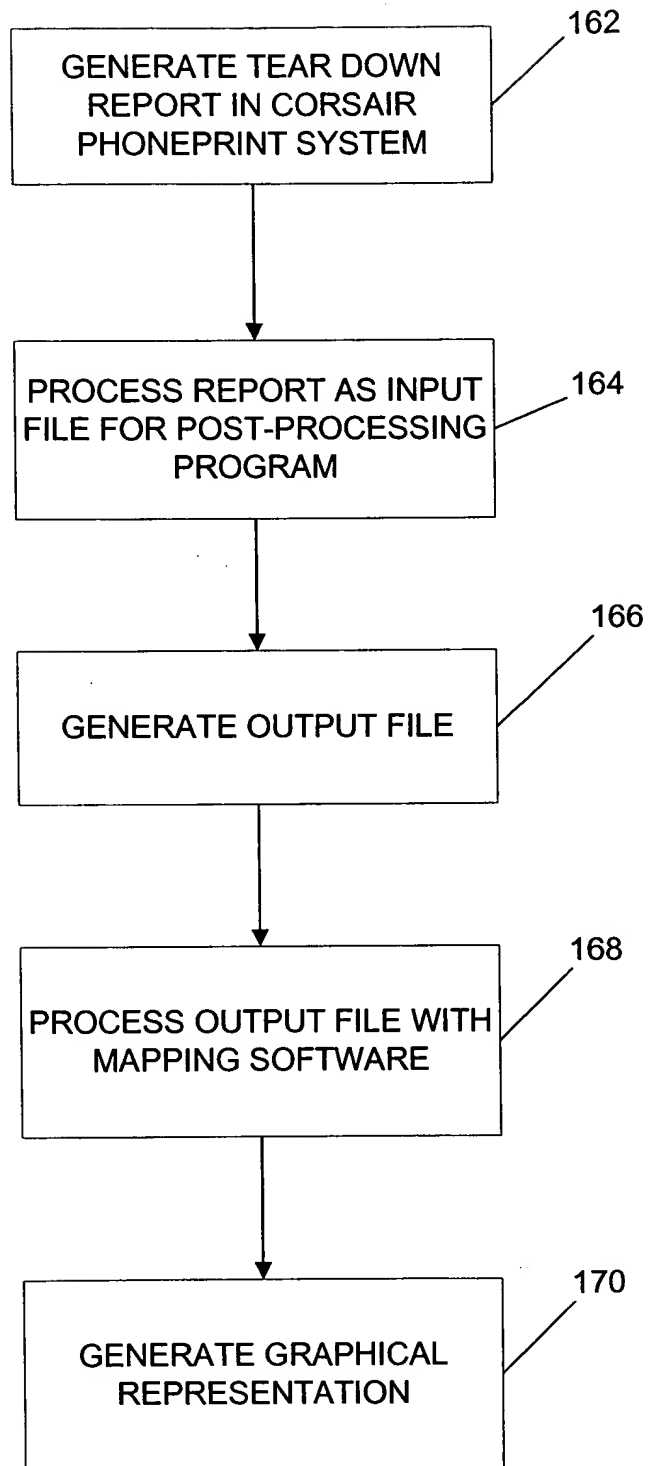 162
GENERATE TEAR DOWN
REPORT IN CORSAIR
PHONEPRINT SYSTEM
164
PROCESS REPORT AS INPUT
FILE FOR POST-PROCESSING
PROGRAM
166
GENERATE OUTPUT FILE
168
PROCESS OUTPUT FILE WITH
MAPPING SOFTWARE
170
GENERATE GRAPHICAL
REPRESENTATION